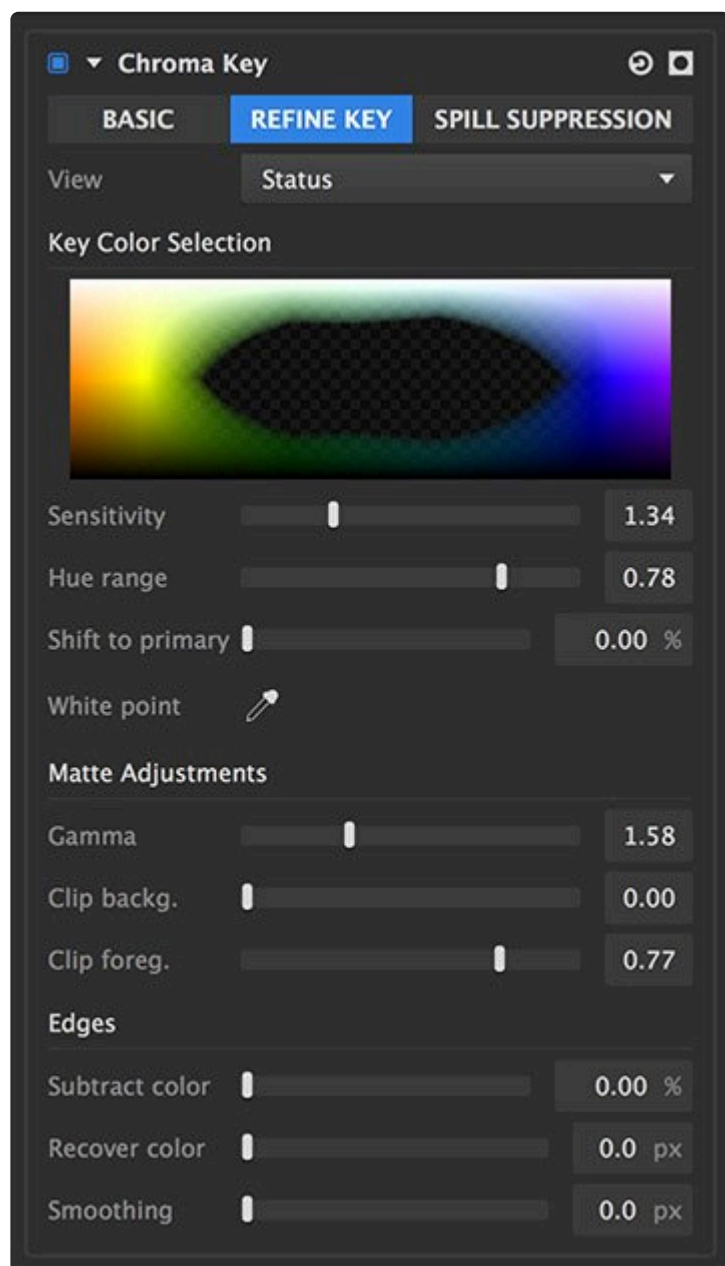 Chroma Key
BASIC REFINE KEY SPILL SUPPRESSION
View Status
Key Color Selection
Sensitivity 1.34
Hue range 0.78
Shift to primary 0.00 %
White point
Matte Adjustments
Gamma 1.58
Clip backg. 0.00
Clip foreg. 0.77
Edges
Subtract color 0.00 %
Recover color 0.0 px
Smoothing 0.0 px